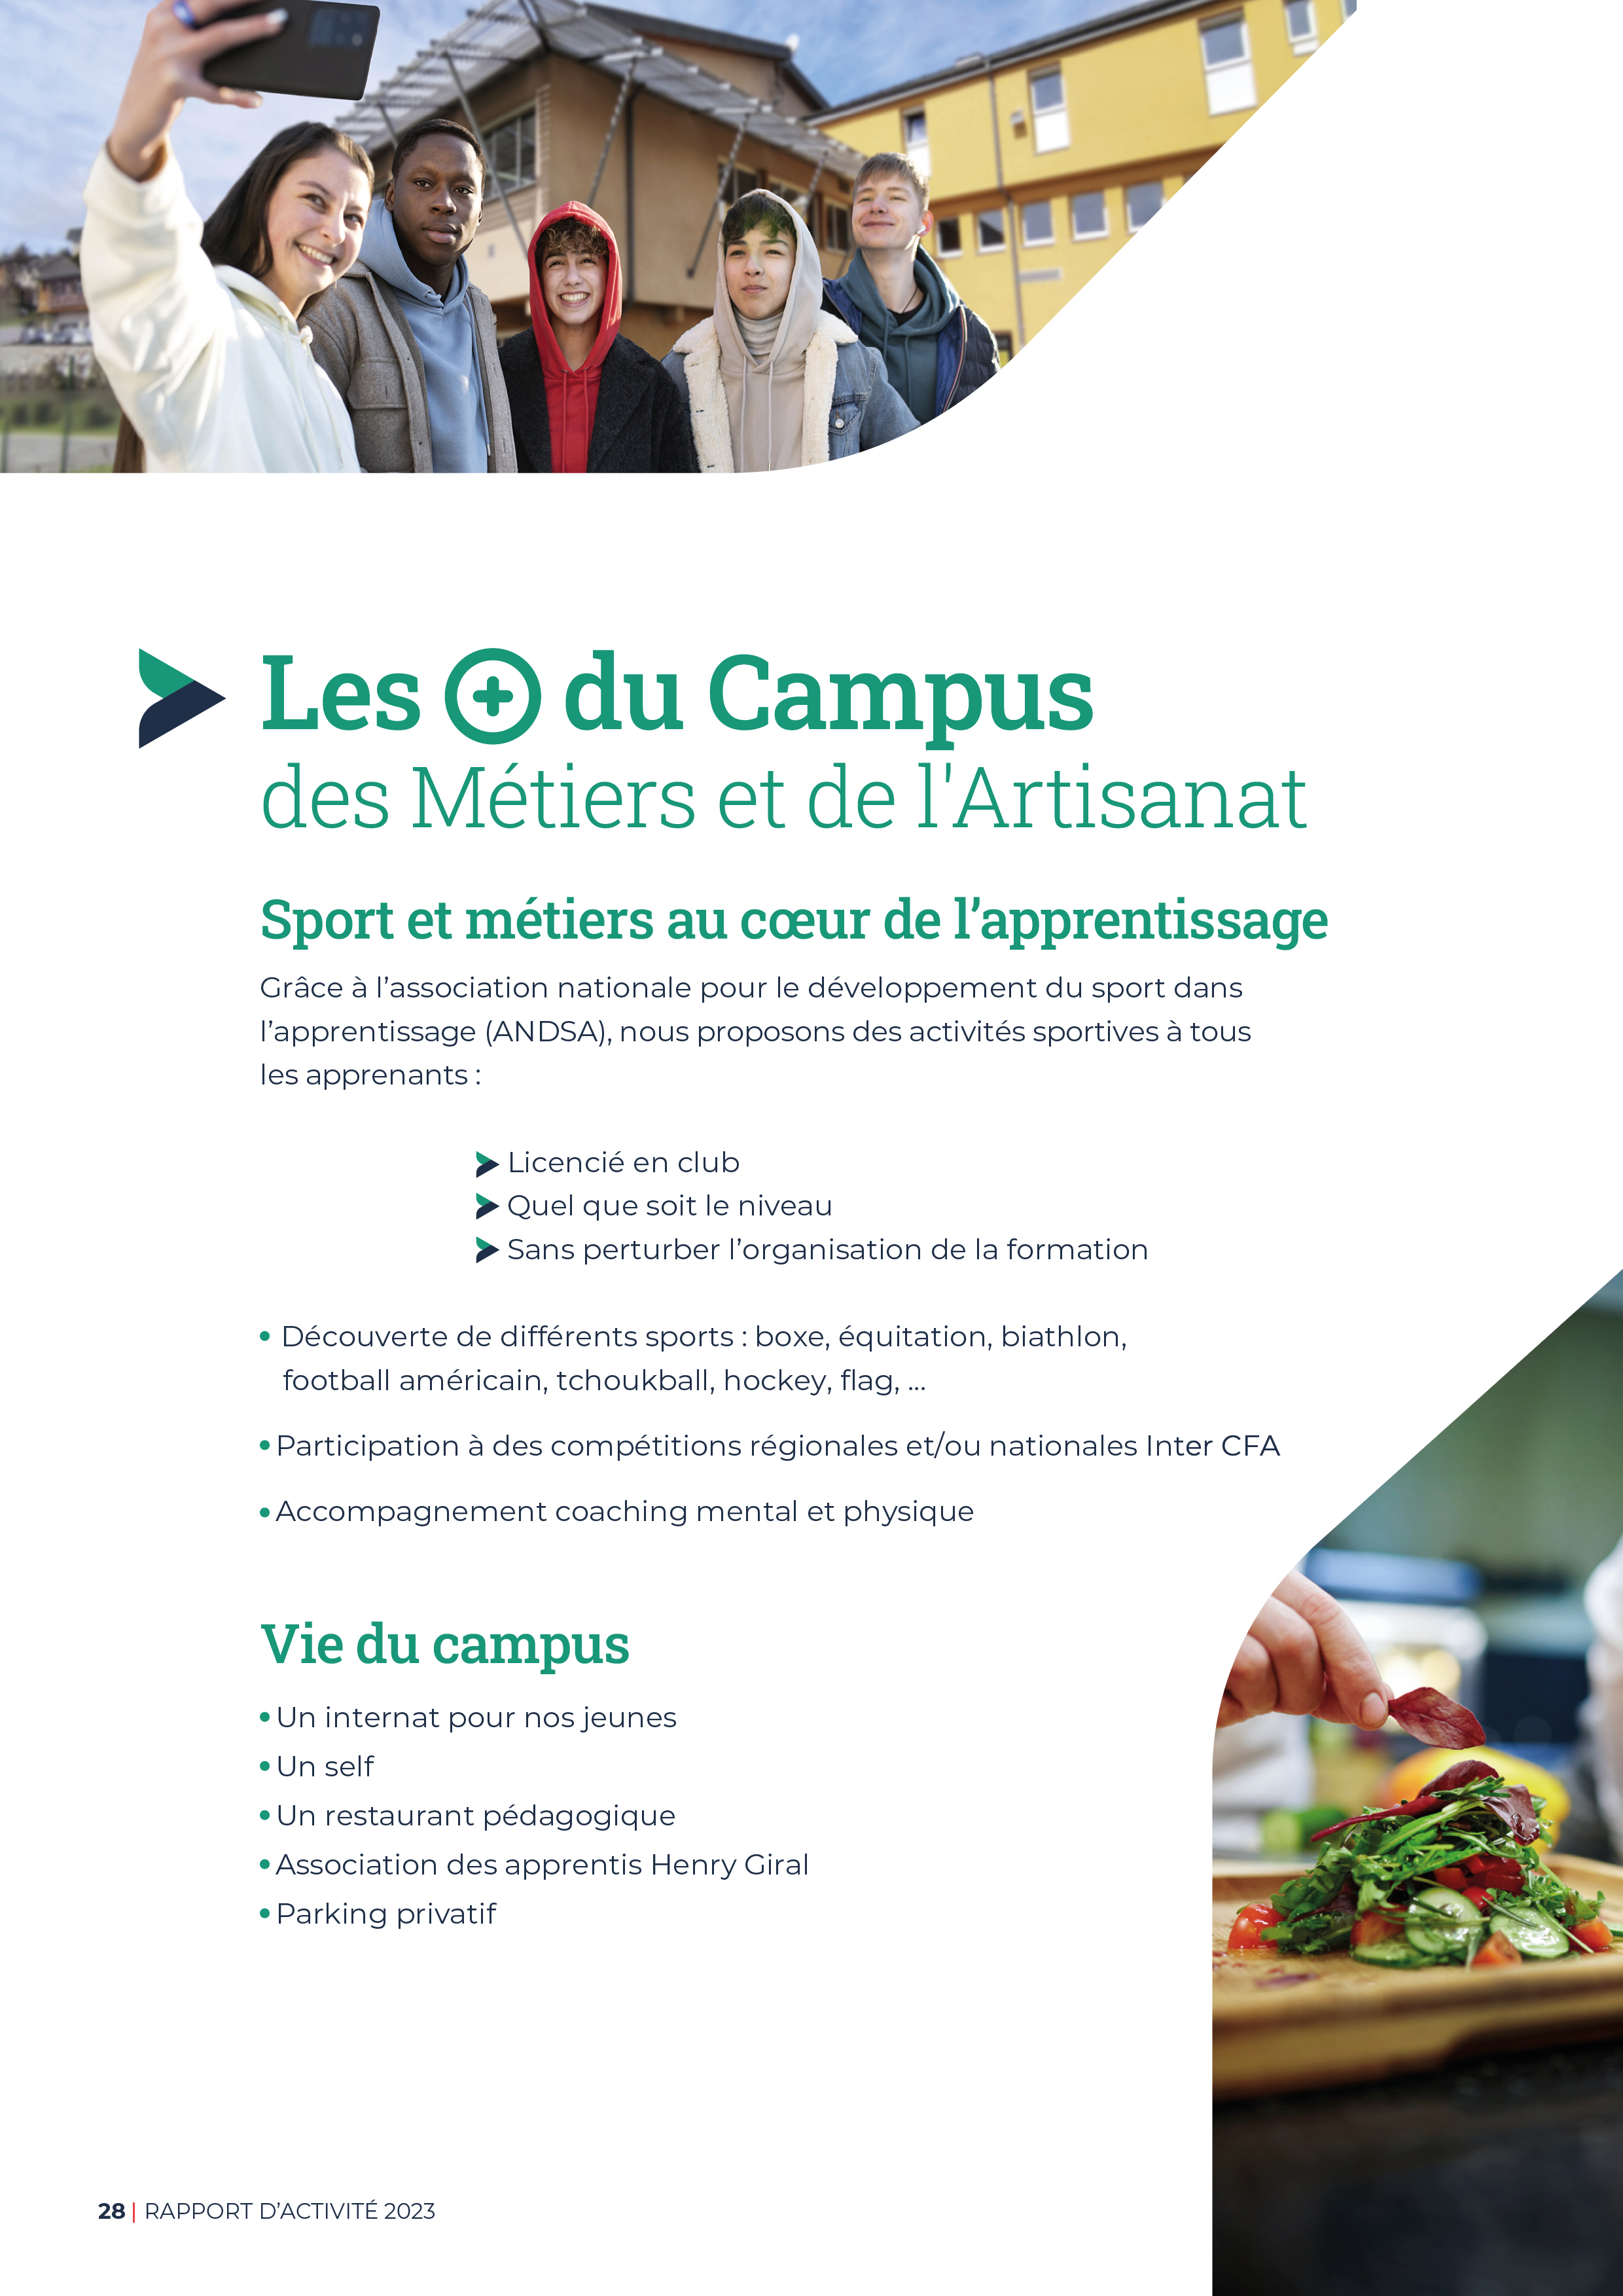 Les + du Campus
des Métiers et de l'Artisanat
Sport et métiers au cœur de l’apprentissage
Grâce à l’association nationale pour le développement du sport dans
l’apprentissage (ANDSA), nous proposons des activités sportives à tous
les apprenants :
Licencié en club
Quel que soit le niveau
Sans perturber l’organisation de la formation
• Découverte de différents sports : boxe, équitation, biathlon,
football américain, tchoukball, hockey, flag, ...
• Participation à des compétitions régionales et/ou nationales Inter CFA
• Accompagnement coaching mental et physique
Vie du campus
• Un internat pour nos jeunes
• Un self
• Un restaurant pédagogique
• Association des apprentis Henry Giral
• Parking privatif
28 | RAPPORT D’ACTIVITÉ 2023